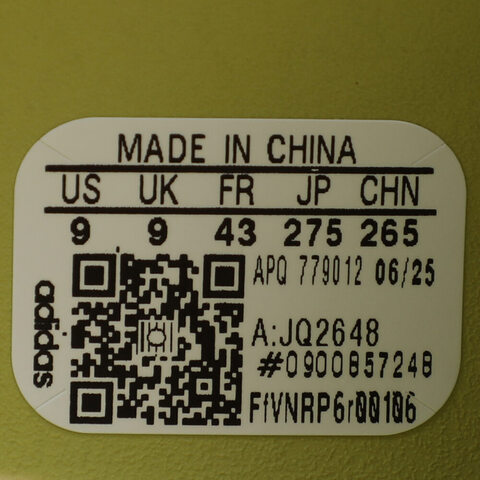 MADE IN CHINA
US UK FR JP CHN
9 9 43 275 265
APQ 779012 06/25
A:JQ2648
#0900857248
FfVNRP6r00106
adidas